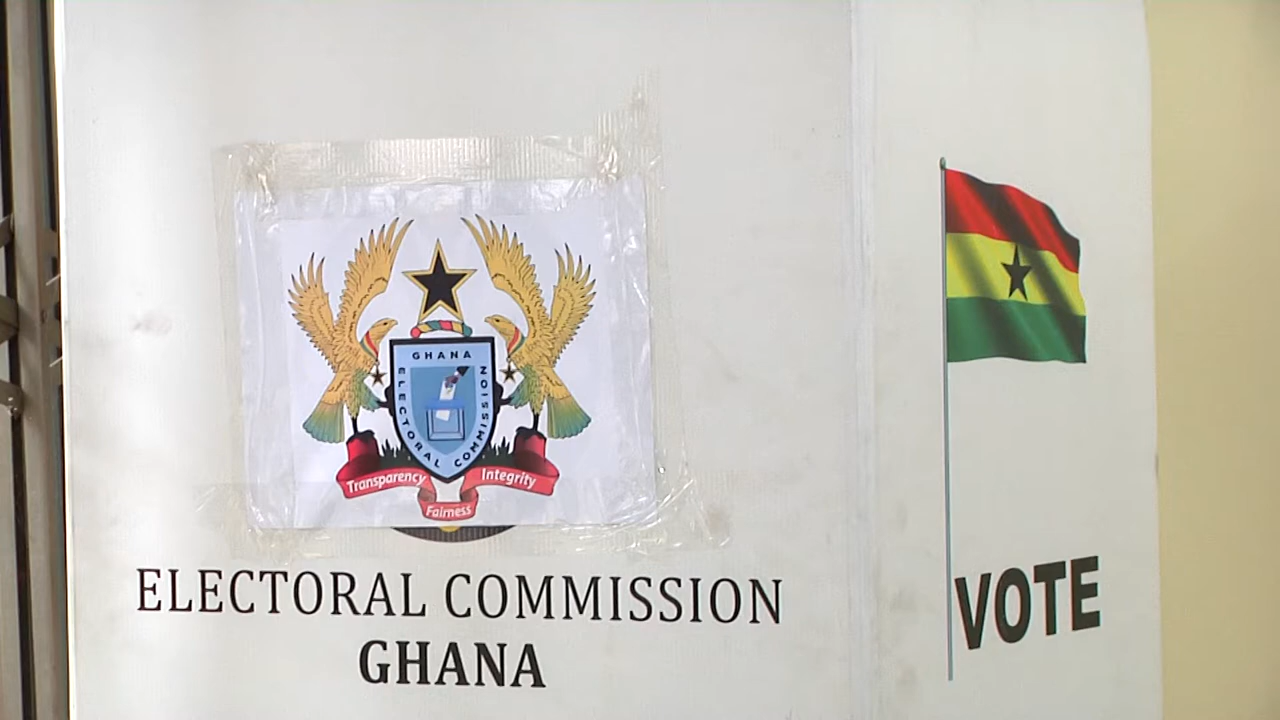 GHANA
ELECTORAL COMMISSION
Transparency
Integrity
Fairness
ELECTORAL COMMISSION
GHANA
VOTE